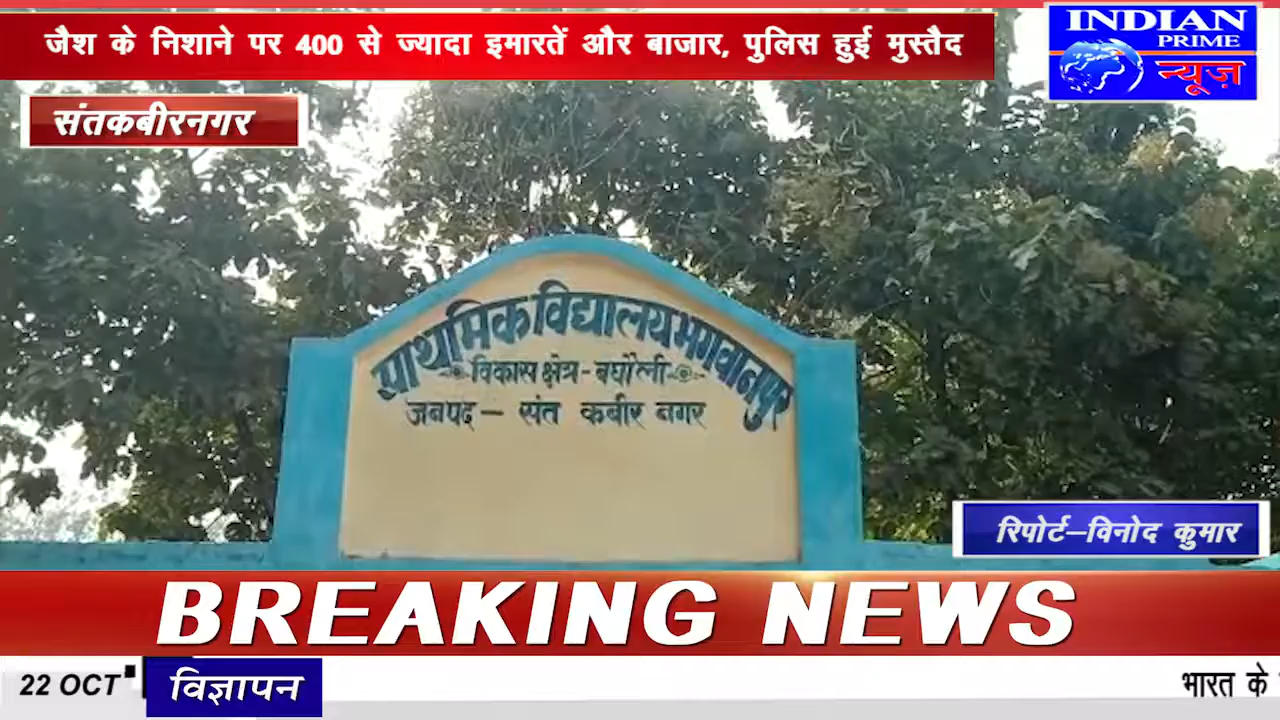 जैश के निशाने पर 400 से ज्यादा इमारतें और बाजार, पुलिस हुई मुस्तैद
INDIAN
PRIME
न्यूज़
संतकबीरनगर
प्राथमिक विद्यालय भगवानपुर
विकास क्षेत्र - बघौली
जनपद - संत कबीर नगर
रिपोर्ट-विनोद कुमार
BREAKING NEWS
22 OCT
विज्ञापन
भारत के